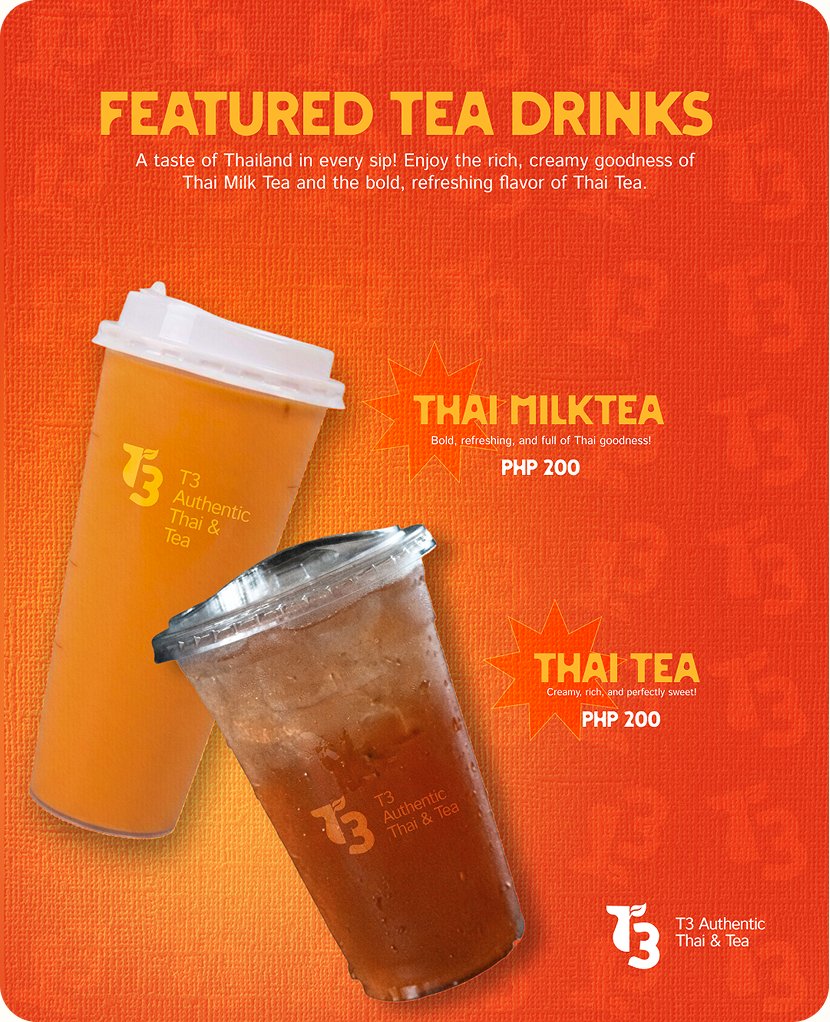 FEATURED TEA DRINKS
A taste of Thailand in every sip! Enjoy the rich, creamy goodness of
Thai Milk Tea and the bold, refreshing flavor of Thai Tea.
THAI MILKTEA
Bold, refreshing, and full of Thai goodness!
PHP 200
T3
T3
Authentic
Thai &
Tea
THAI TEA
Creamy, rich, and perfectly sweet!
PHP 200
T3
T3
Authentic
Thai & Tea
T3
T3 Authentic
Thai & Tea